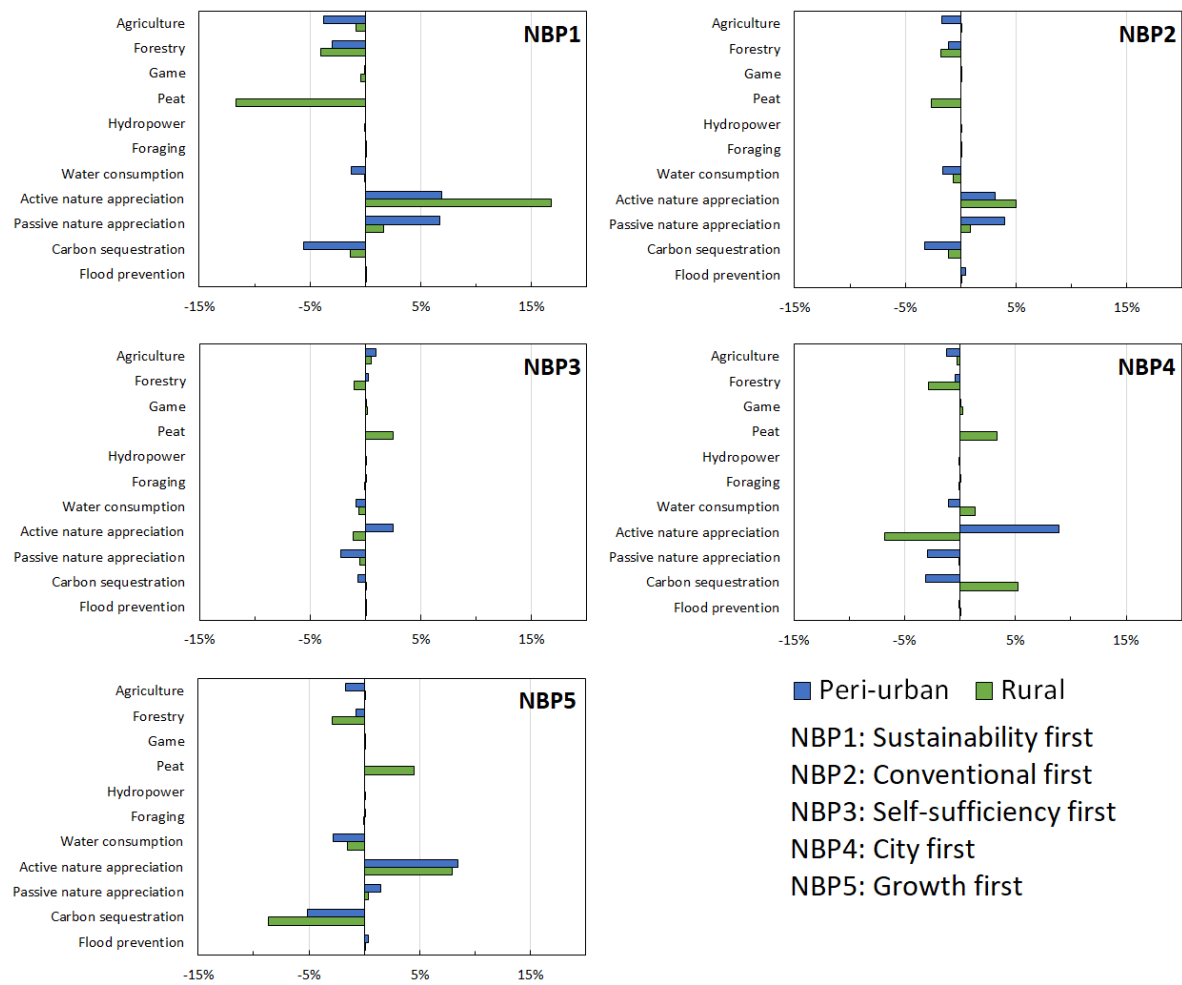 NBP1
Agriculture
Forestry
Game
Peat
Hydropower
Foraging
Water consumption
Active nature appreciation
Passive nature appreciation
Carbon sequestration
Flood prevention
-15% -5% 5% 15%
NBP2
Agriculture
Forestry
Game
Peat
Hydropower
Foraging
Water consumption
Active nature appreciation
Passive nature appreciation
Carbon sequestration
Flood prevention
-15% -5% 5% 15%
NBP3
Agriculture
Forestry
Game
Peat
Hydropower
Foraging
Water consumption
Active nature appreciation
Passive nature appreciation
Carbon sequestration
Flood prevention
-15% -5% 5% 15%
NBP4
Agriculture
Forestry
Game
Peat
Hydropower
Foraging
Water consumption
Active nature appreciation
Passive nature appreciation
Carbon sequestration
Flood prevention
-15% -5% 5% 15%
NBP5
Agriculture
Forestry
Game
Peat
Hydropower
Foraging
Water consumption
Active nature appreciation
Passive nature appreciation
Carbon sequestration
Flood prevention
-15% -5% 5% 15%
Peri-urban Rural
NBP1: Sustainability first
NBP2: Conventional first
NBP3: Self-sufficiency first
NBP4: City first
NBP5: Growth first